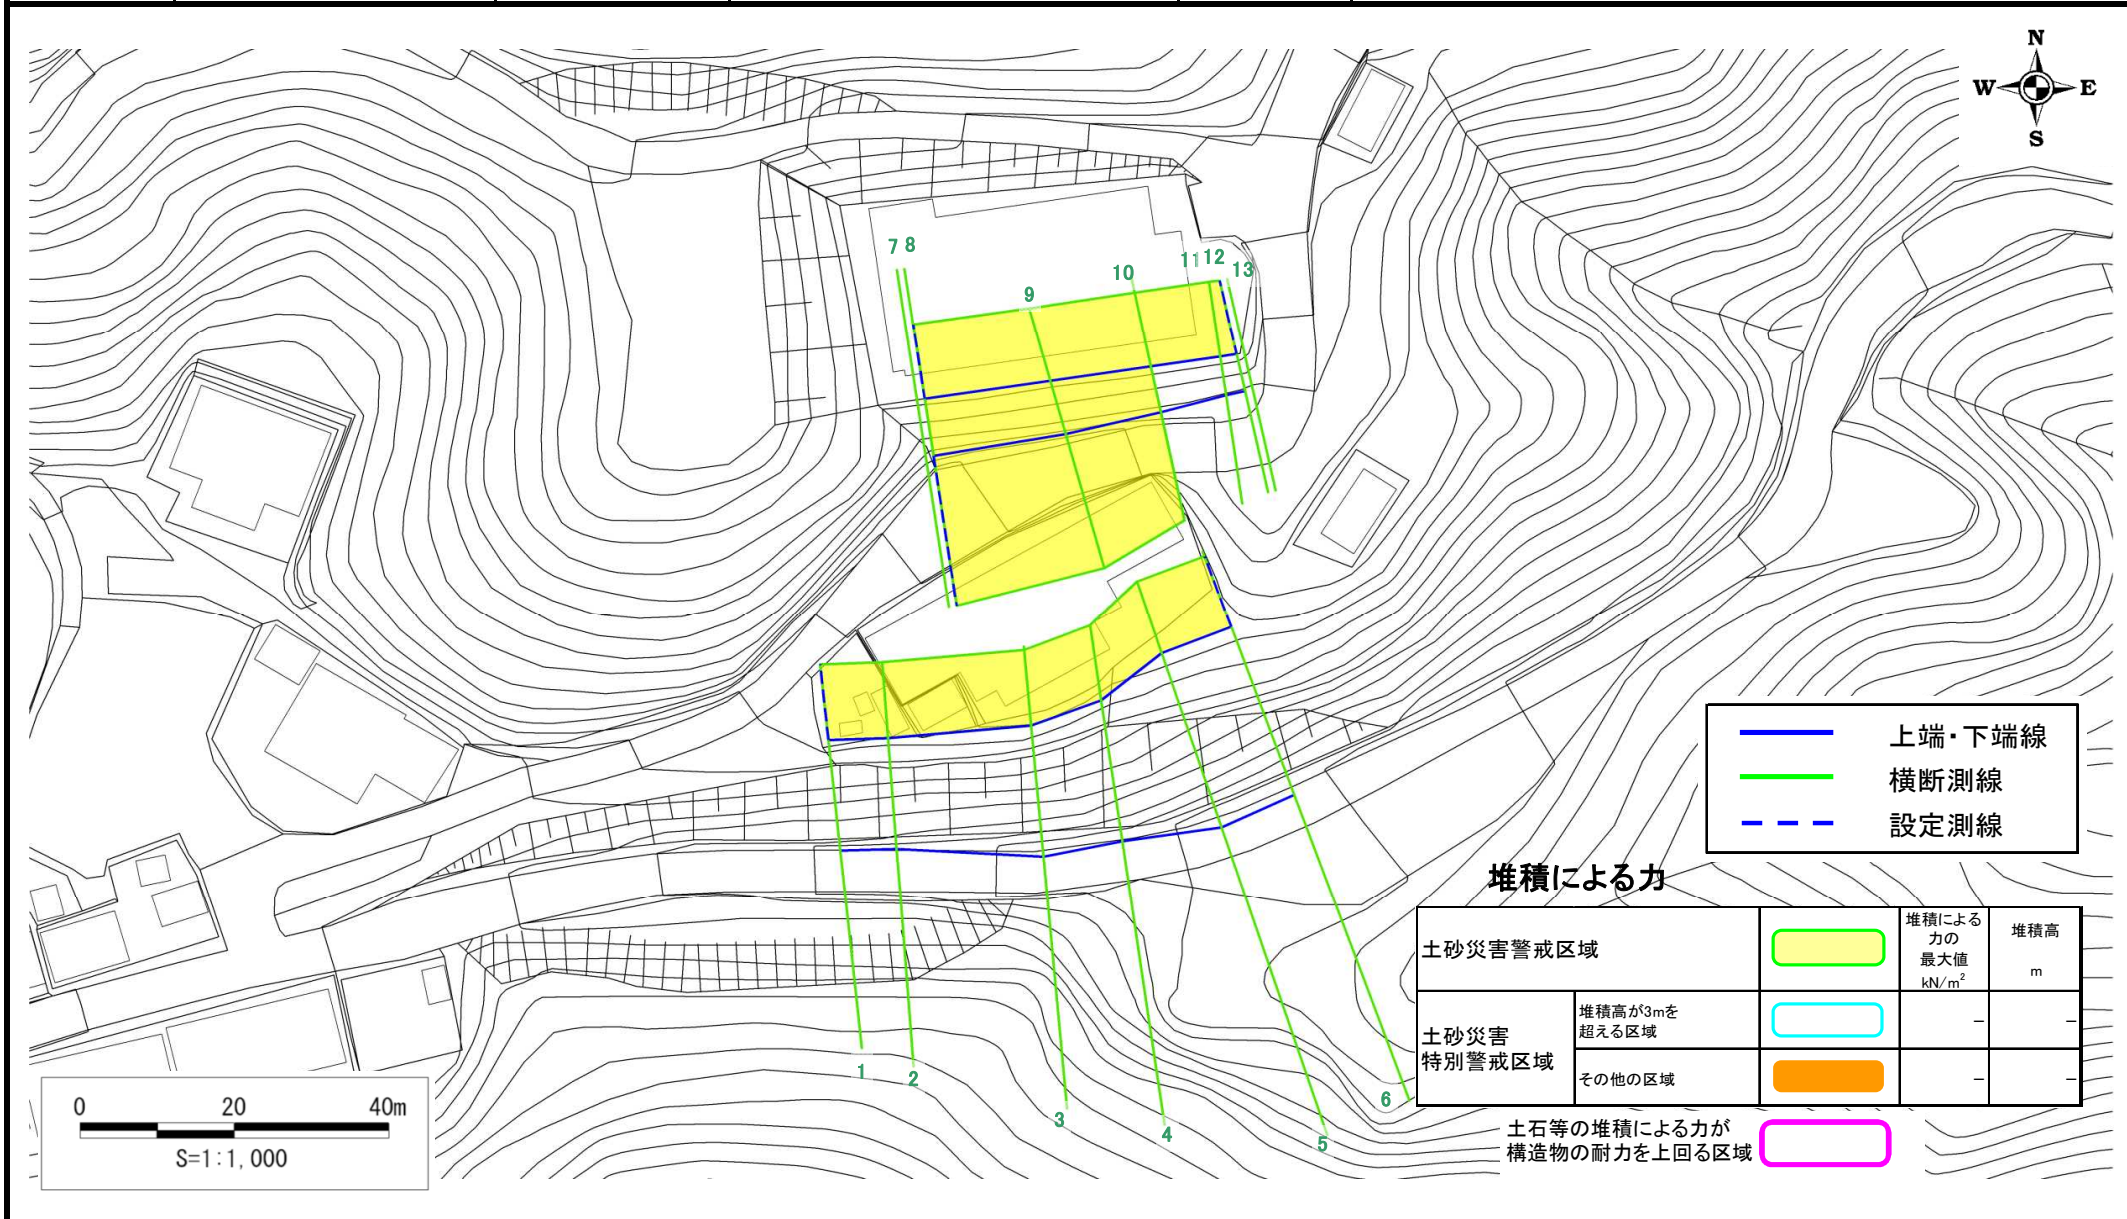 N
W E
S
7 8
9
10
11 12
13
1
2
3
4
5
6
上端・下端線
横断測線
設定測線
堆積による力
土砂災害警戒区域
堆積による
力の
最大値
kN/m²
堆積高
m
土砂災害
特別警戒区域
堆積高が3mを
超える区域
– –
その他の区域
– –
土石等の堆積による力が
構造物の耐力を上回る区域
0 20 40m
S=1:1,000